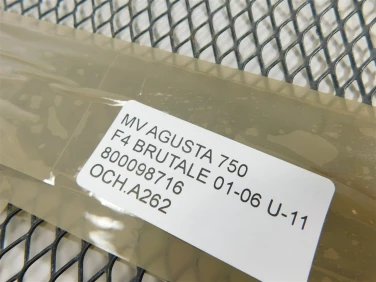 MV AGUSTA 750
F4 BRUTALE 01-06 U-11
800098716
OCH.A262